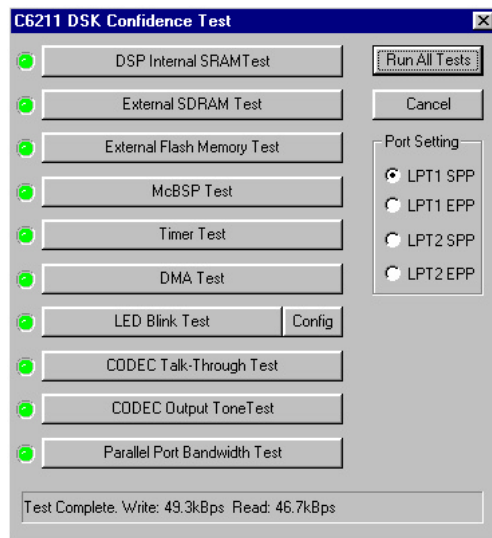 C6211 DSK Confidence Test
DSP Internal SRAMTest
External SDRAM Test
External Flash Memory Test
McBSP Test
Timer Test
DMA Test
LED Blink Test
Config
CODEC Talk-Through Test
CODEC Output ToneTest
Parallel Port Bandwidth Test
Run All Tests
Cancel
Port Setting
LPT1 SPP
LPT1 EPP
LPT2 SPP
LPT2 EPP
Test Complete. Write: 49.3kBps Read: 46.7kBps